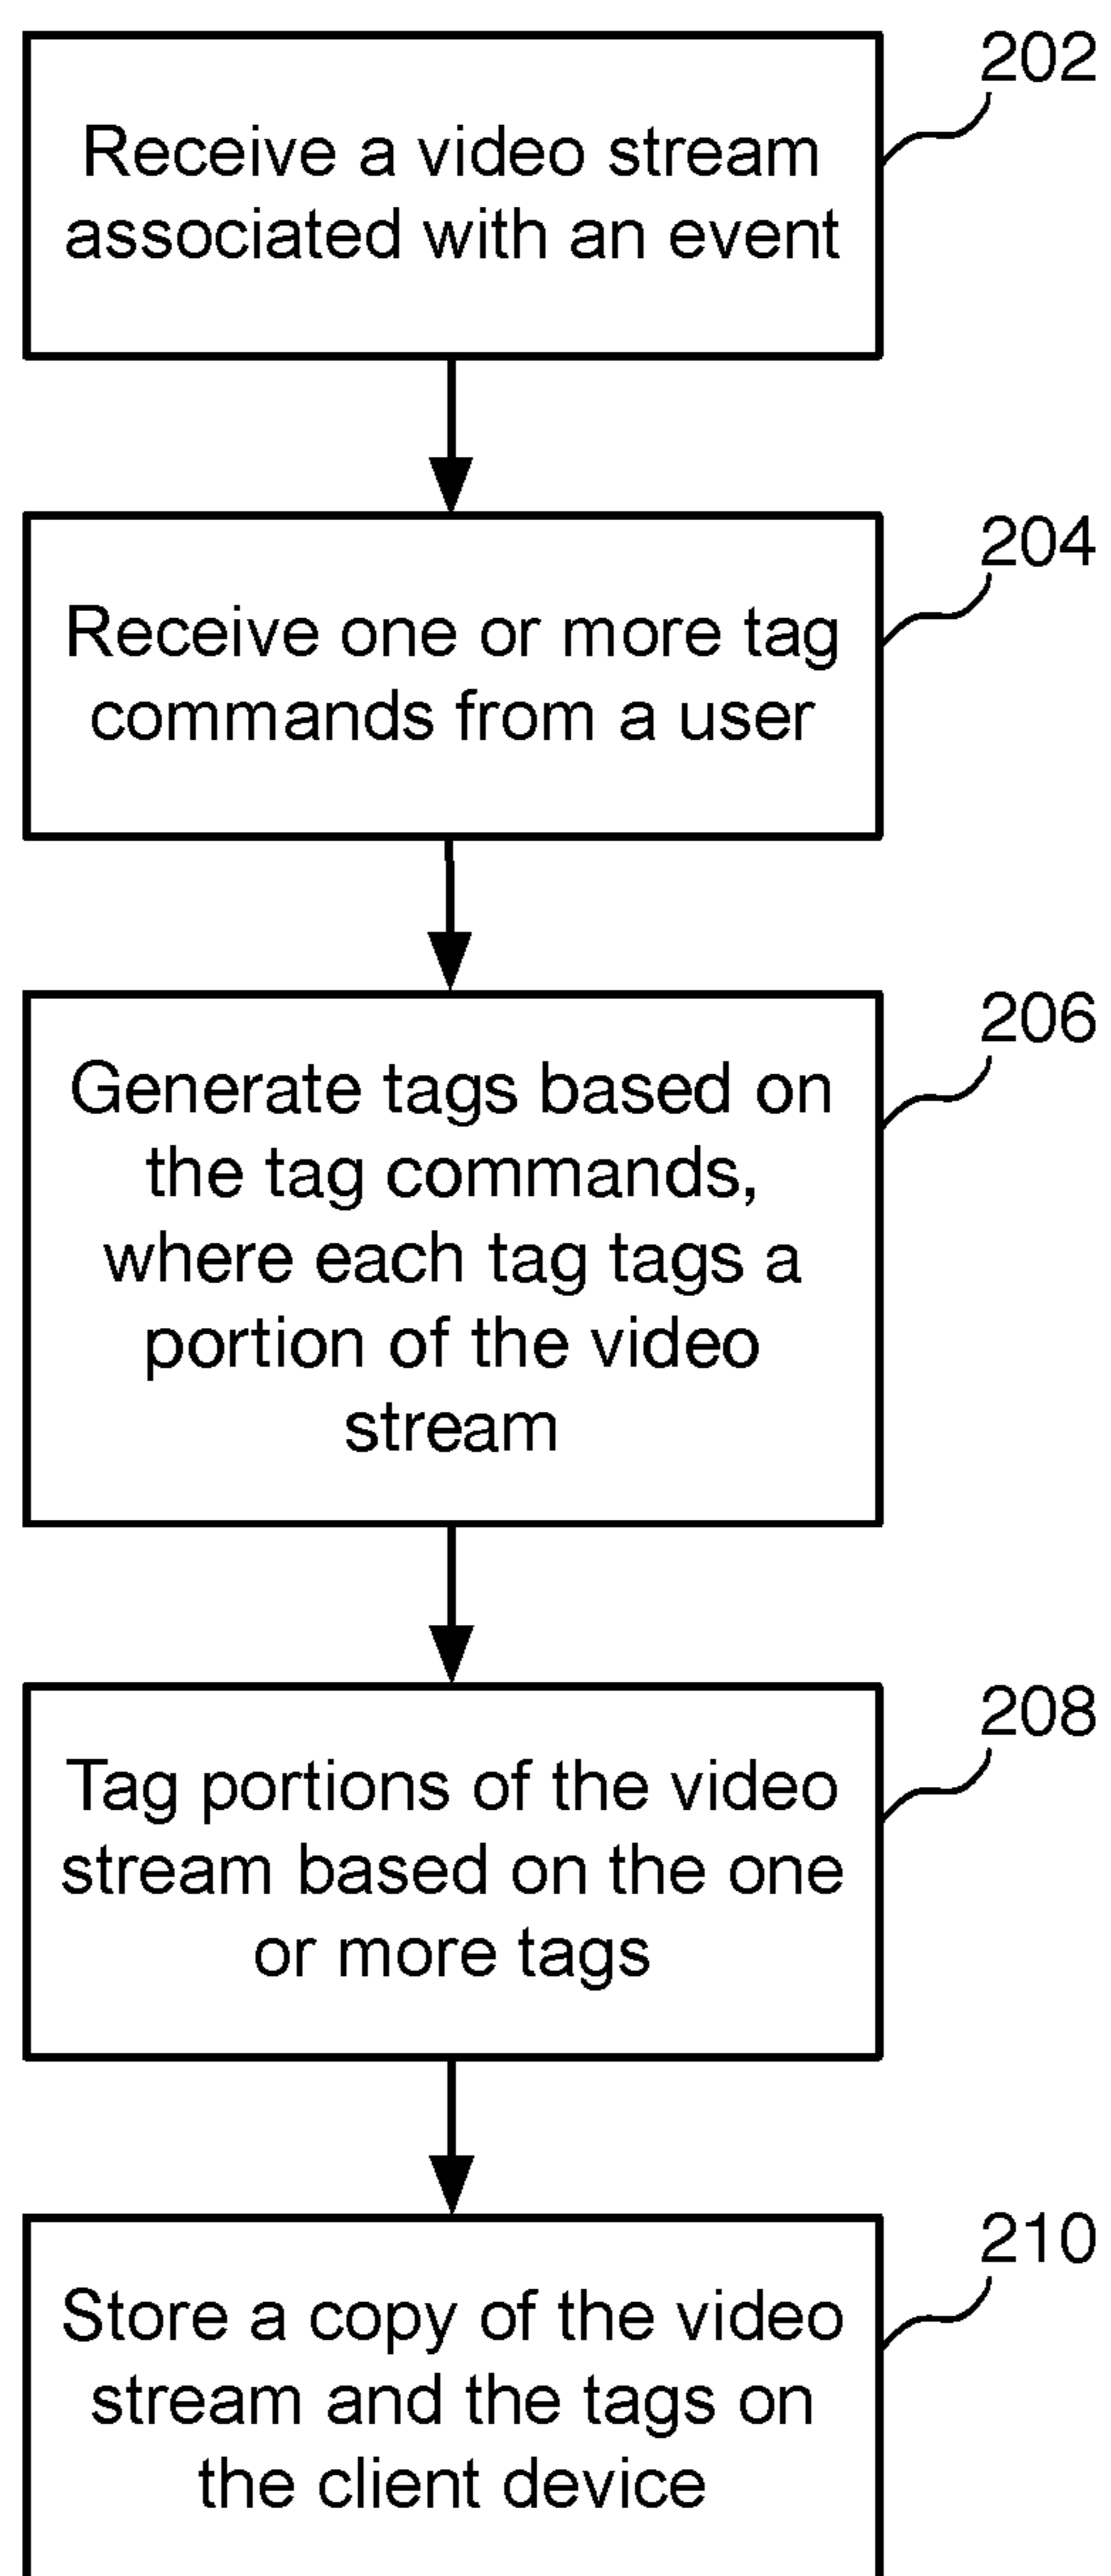 202
Receive a video stream
associated with an event
204
Receive one or more tag
commands from a user
206
Generate tags based on
the tag commands,
where each tag tags a
portion of the video
stream
208
Tag portions of the video
stream based on the one
or more tags
210
Store a copy of the video
stream and the tags on
the client device